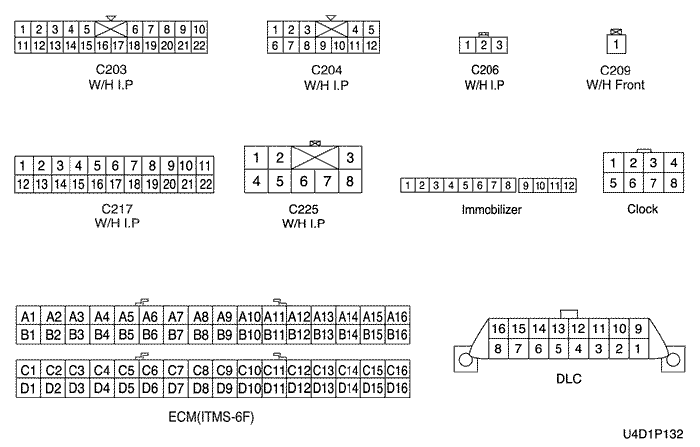 1 2 3 4 5 6 7 8 9 10
11 12 13 14 15 16 17 18 19 20 21 22
C203
W/H I.P
1 2 3 4 5
6 7 8 9 10 11 12
C204
W/H I.P
1 2 3
C206
W/H I.P
1
C209
W/H Front
1 2 3 4 5 6 7 8 9 10 11
12 13 14 15 16 17 18 19 20 21 22
C217
W/H I.P
1 2 3
4 5 6 7 8
C225
W/H I.P
1 2 3 4 5 6 7 8 9 10 11 12
Immobilizer
1 2 3 4
5 6 7 8
Clock
A1 A2 A3 A4 A5 A6 A7 A8 A9 A10 A11 A12 A13 A14 A15 A16
B1 B2 B3 B4 B5 B6 B7 B8 B9 B10 B11 B12 B13 B14 B15 B16
C1 C2 C3 C4 C5 C6 C7 C8 C9 C10 C11 C12 C13 C14 C15 C16
D1 D2 D3 D4 D5 D6 D7 D8 D9 D10 D11 D12 D13 D14 D15 D16
ECM(ITMS-6F)
16 15 14 13 12 11 10 9
8 7 6 5 4 3 2 1
DLC
U4D1P132